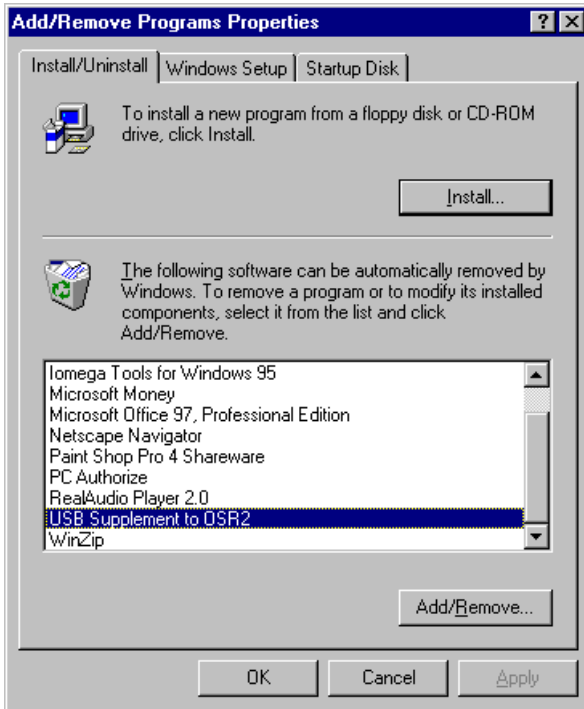 Add/Remove Programs Properties
Install/Uninstall Windows Setup Startup Disk
To install a new program from a floppy disk or CD-ROM
drive, click Install.
Install...
The following software can be automatically removed by
Windows. To remove a program or to modify its installed
components, select it from the list and click
Add/Remove.
Iomega Tools for Windows 95
Microsoft Money
Microsoft Office 97, Professional Edition
Netscape Navigator
Paint Shop Pro 4 Shareware
PC Authorize
RealAudio Player 2.0
USB Supplement to OSR2
WinZip
Add/Remove...
OK Cancel Apply